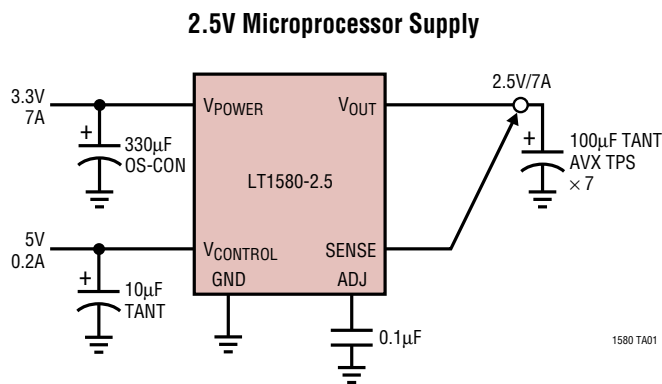 2.5V Microprocessor Supply
3.3V
7A
+
330µF
OS-CON
VPOWER
VOUT
2.5V/7A
+
100µF TANT
AVX TPS
× 7
LT1580-2.5
5V
0.2A
+
10µF
TANT
VCONTROL
SENSE
GND
ADJ
0.1µF
1580 TA01